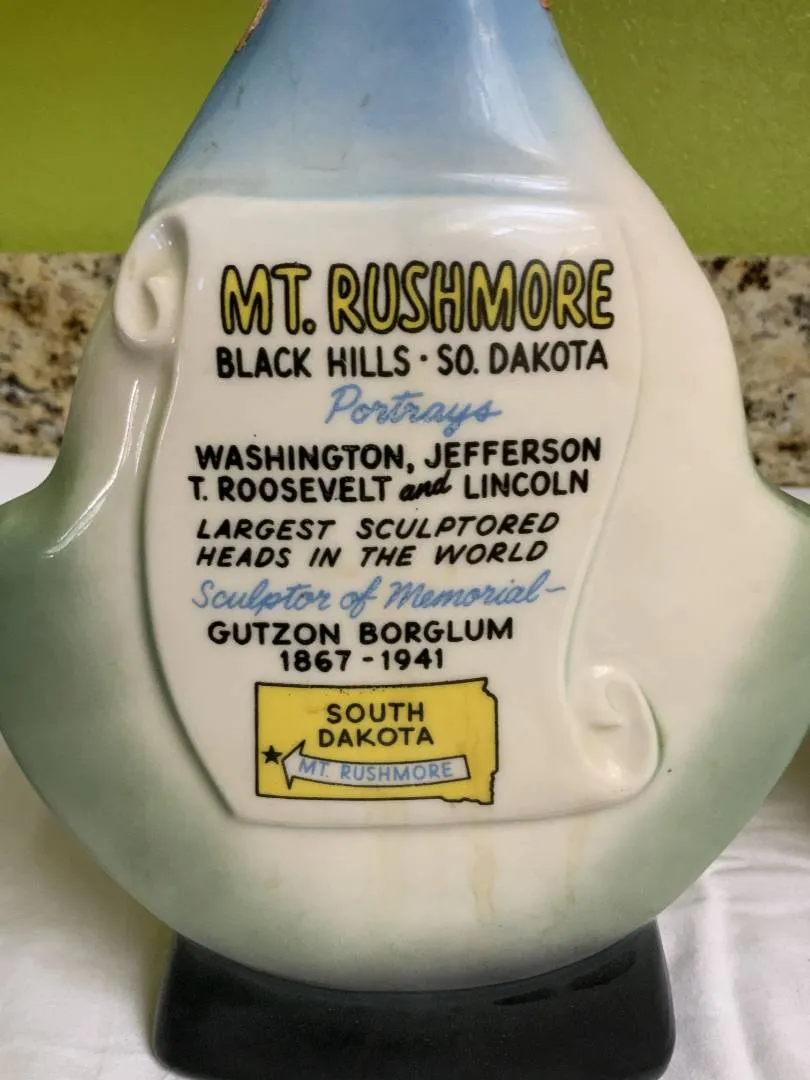 MT. RUSHMORE
BLACK HILLS · SO. DAKOTA
Portrays
WASHINGTON, JEFFERSON
T. ROOSEVELT and LINCOLN
LARGEST SCULPTORED
HEADS IN THE WORLD
Sculptor of Memorial—
GUTZON BORGLUM
1867 - 1941
SOUTH
DAKOTA
MT. RUSHMORE